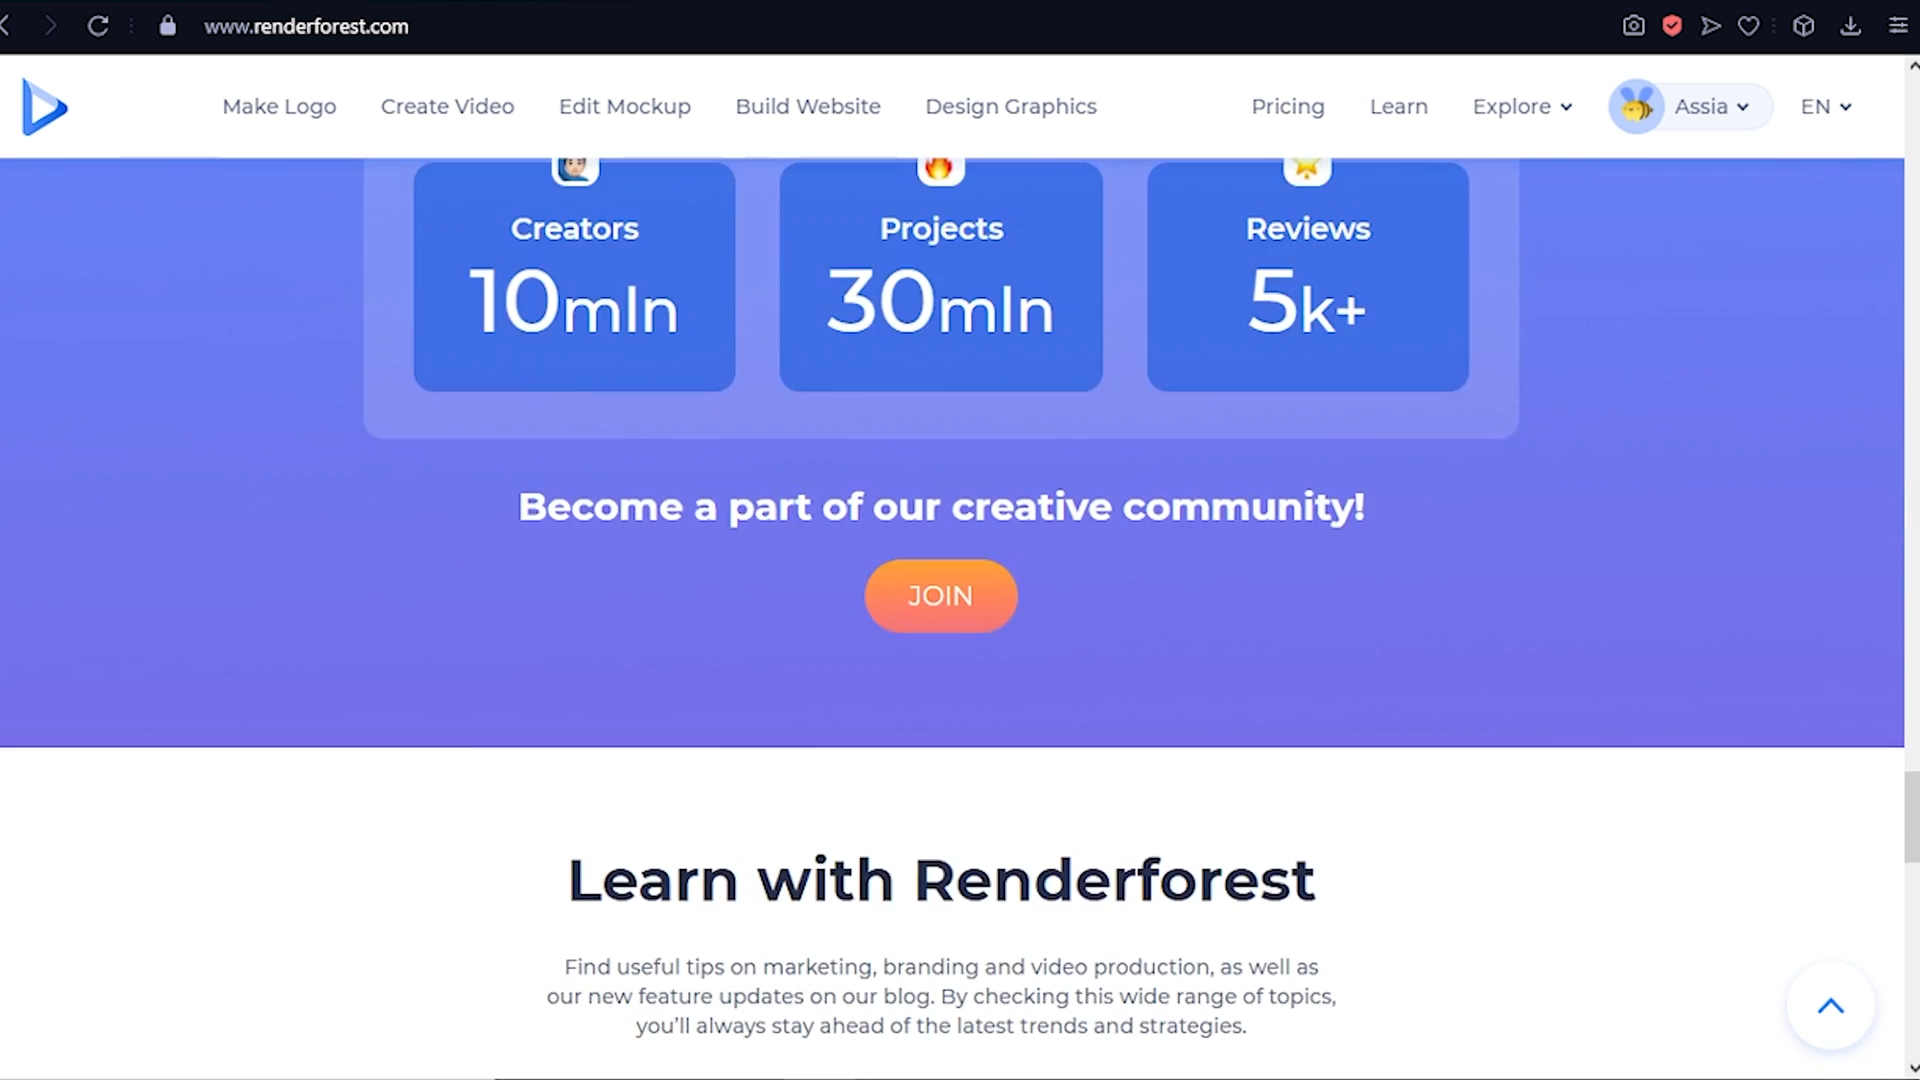 www.renderforest.com
Make Logo
Create Video
Edit Mockup
Build Website
Design Graphics
Pricing
Learn
Explore
Assia
EN
Creators
10mln
Projects
30mln
Reviews
5k+
Become a part of our creative community!
JOIN
Learn with Renderforest
Find useful tips on marketing, branding and video production, as well as
our new feature updates on our blog. By checking this wide range of topics,
you’ll always stay ahead of the latest trends and strategies.